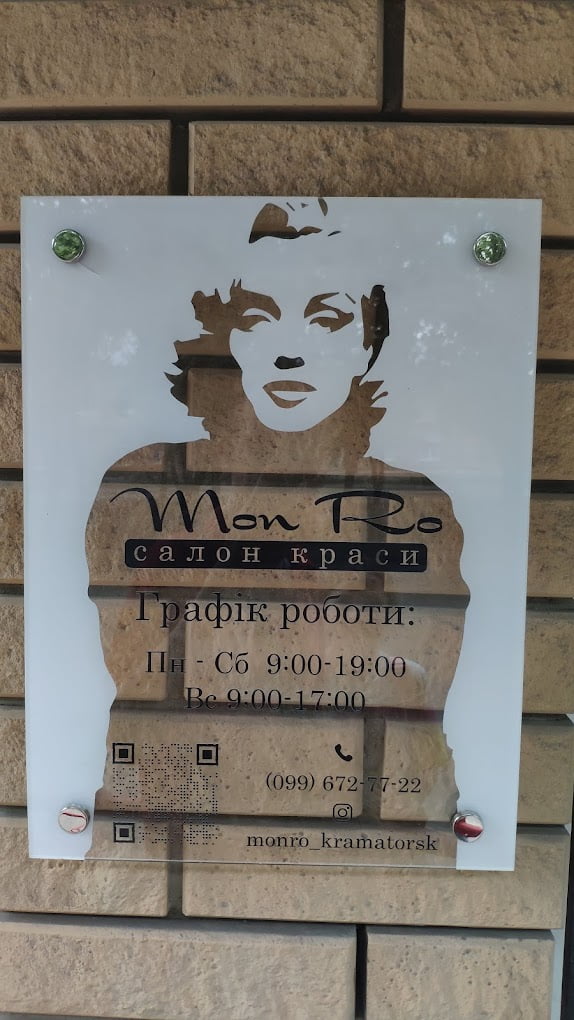 Mon Ro
салон краси
Графік роботи:
Пн - Сб 9:00-19:00
Вс 9:00-17:00
(099) 672-77-22
monro_kramatorsk